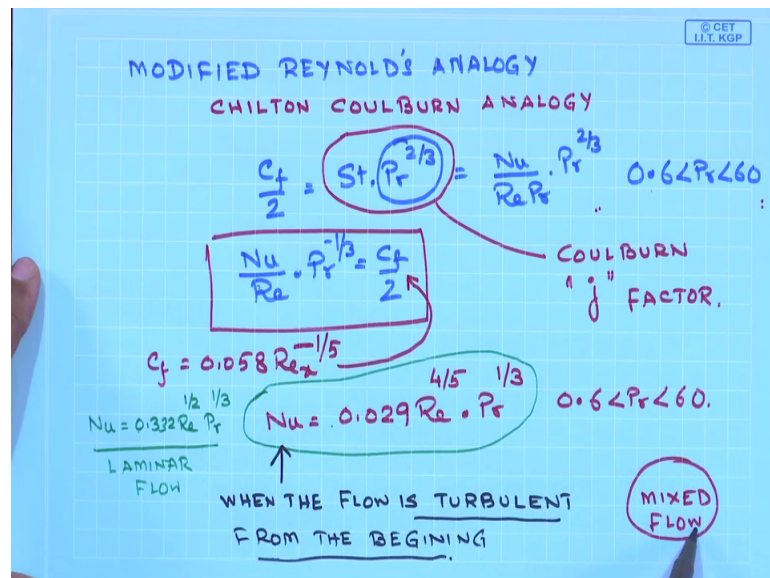 © CET
I.I.T. KGP
MODIFIED REYNOLD'S ANALOGY
CHILTON COULBURN ANALOGY
Cf/2 = St. Pr^2/3 = Nu/Re Pr . Pr^2/3 0.6<Pr<60
Nu/Re . Pr^-1/3 = Cf/2
COULBURN
"j" FACTOR.
Cf = 0.058 Re_x^-1/5
Nu = 0.332 Re^1/2 Pr^1/3
LAMINAR
FLOW
Nu = 0.029 Re^4/5 . Pr^1/3 0.6<Pr<60.
WHEN THE FLOW IS TURBULENT
FROM THE BEGINING.
MIXED
FLOW